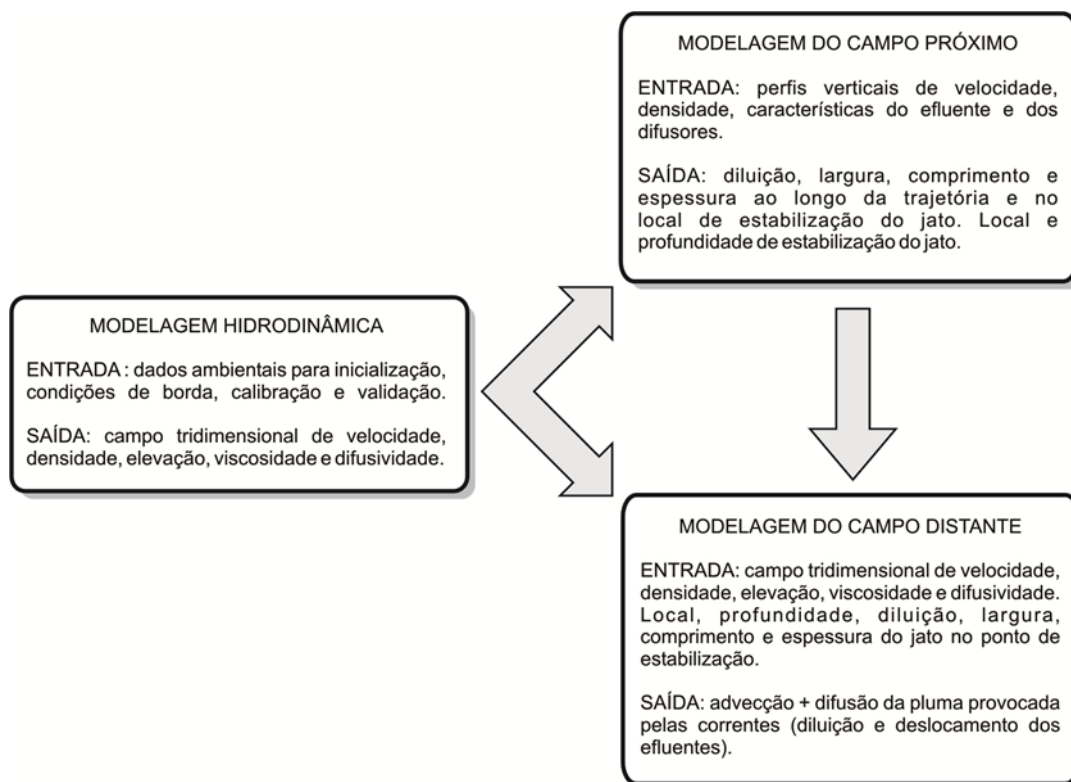 MODELAGEM DO CAMPO PRÓXIMO
ENTRADA: perfis verticais de velocidade,
densidade, características do efluente e dos
difusores.
SAÍDA: diluição, largura, comprimento e
espessura ao longo da trajetória e no
local de estabilização do jato. Local e
profundidade de estabilização do jato.
MODELAGEM HIDRODINÂMICA
ENTRADA : dados ambientais para inicialização,
condições de borda, calibração e validação.
SAÍDA: campo tridimensional de velocidade,
densidade, elevação, viscosidade e difusividade.
MODELAGEM DO CAMPO DISTANTE
ENTRADA: campo tridimensional de velocidade,
densidade, elevação, viscosidade e difusividade.
Local, profundidade, diluição, largura,
comprimento e espessura do jato no ponto de
estabilização.
SAÍDA: advecção + difusão da pluma provocada
pelas correntes (diluição e deslocamento dos
efluentes).